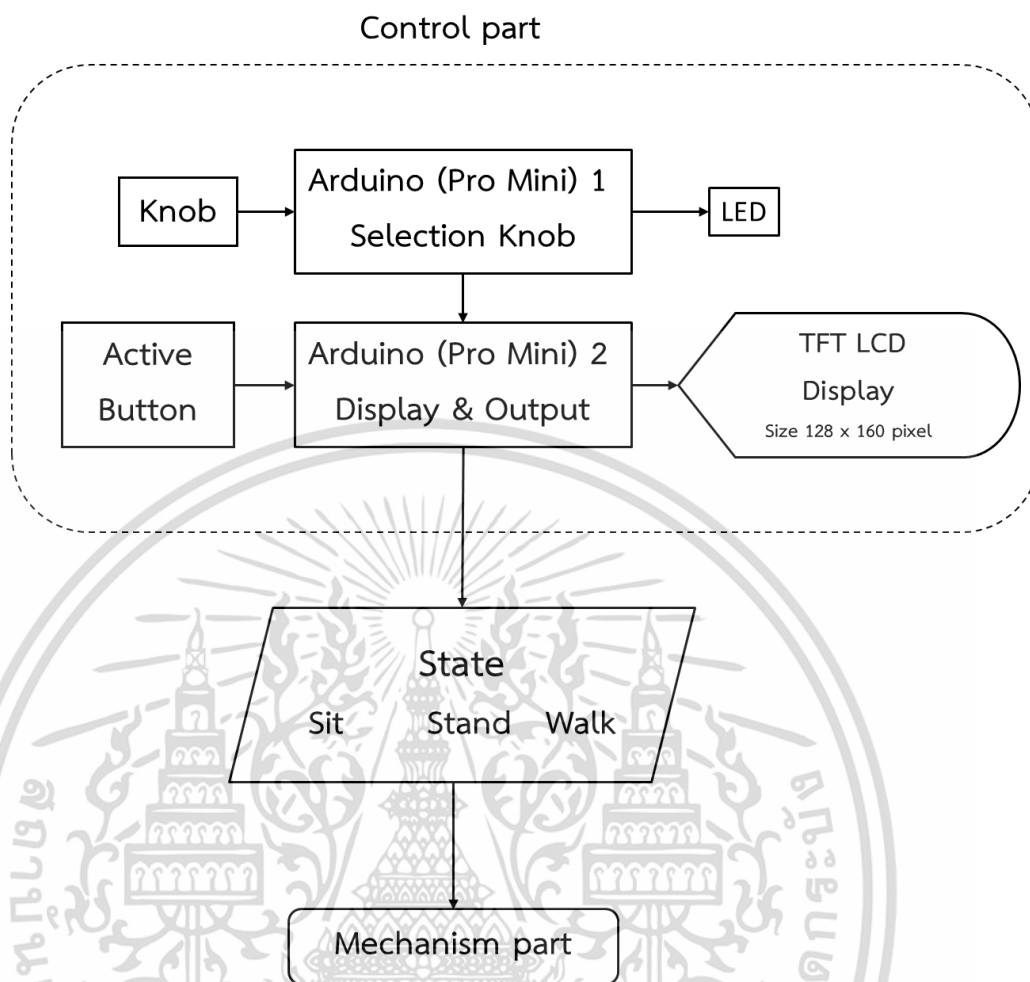 Control part
Knob
Arduino (Pro Mini) 1
Selection Knob
LED
Active
Button
Arduino (Pro Mini) 2
Display & Output
TFT LCD
Display
Size 128 x 160 pixel
State
Sit Stand Walk
Mechanism part